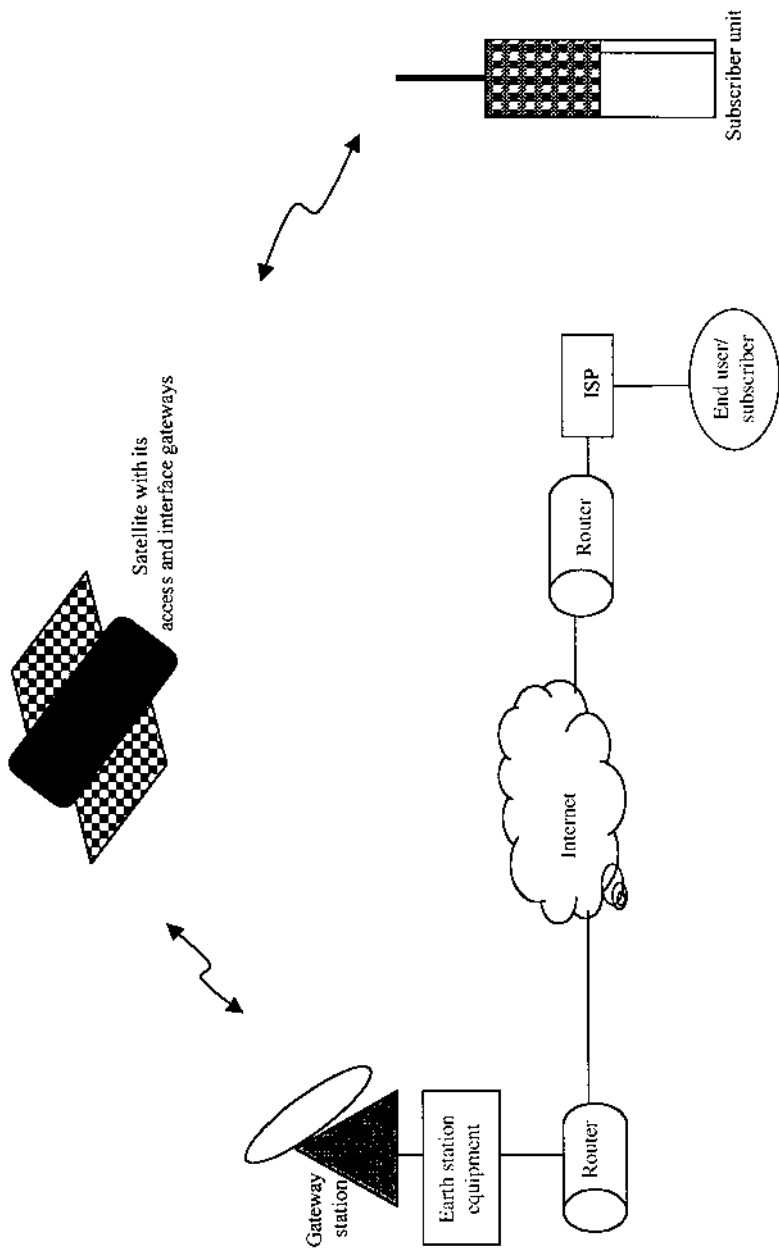 Satellite with its
access and interface gateways
Gateway
station
Earth station
equipment
Router
Internet
Router
ISP
End user/
subscriber
Subscriber unit